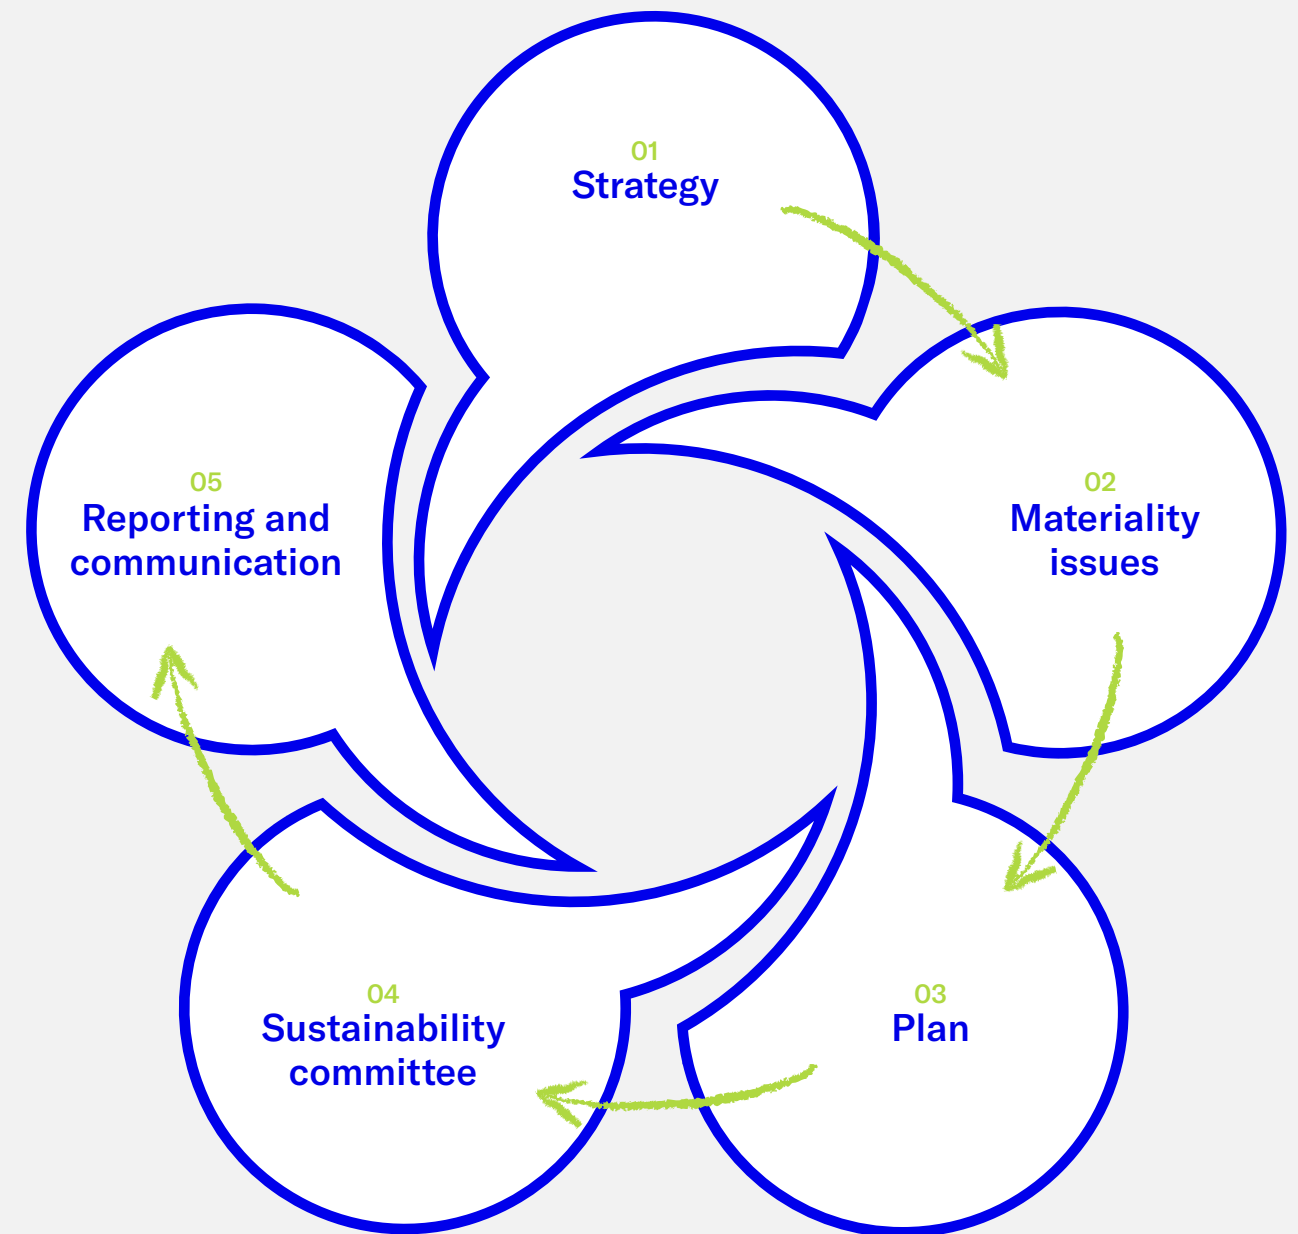 01
Strategy
02
Materiality
issues
03
Plan
04
Sustainability
committee
05
Reporting and
communication